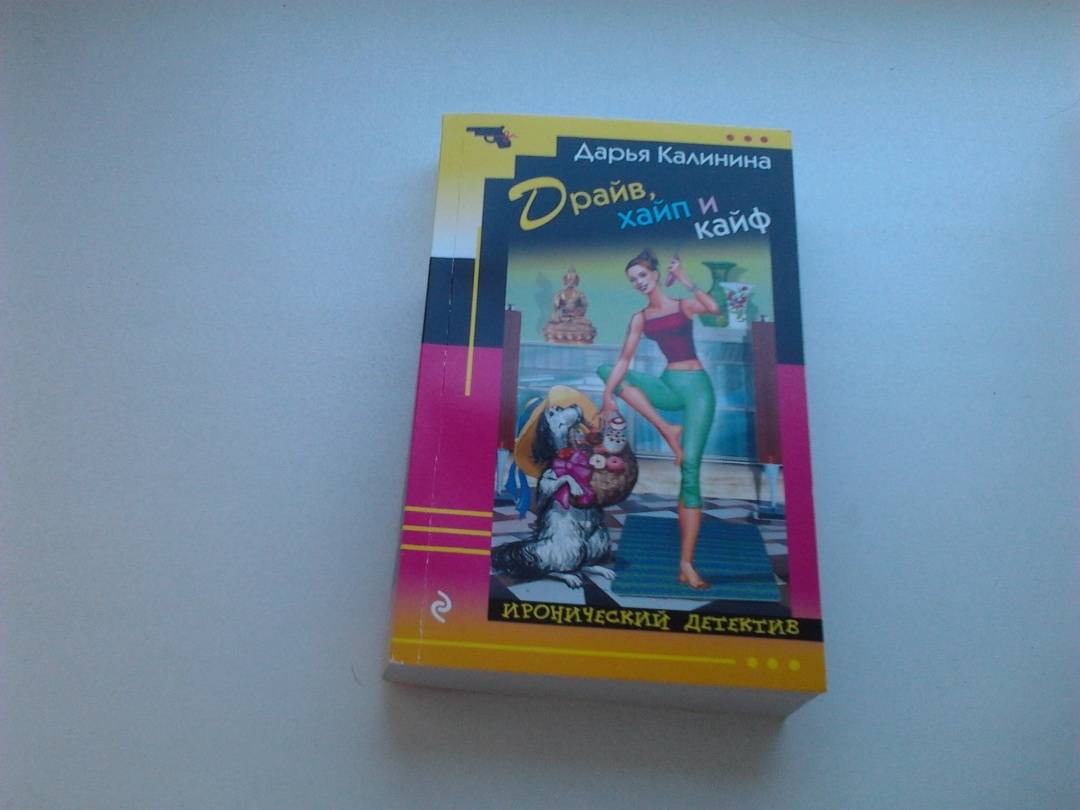 Дарья Калинина
Драйв,
хайп и
кайф
ИРОНИЧЕСКИЙ ДЕТЕКТИВ